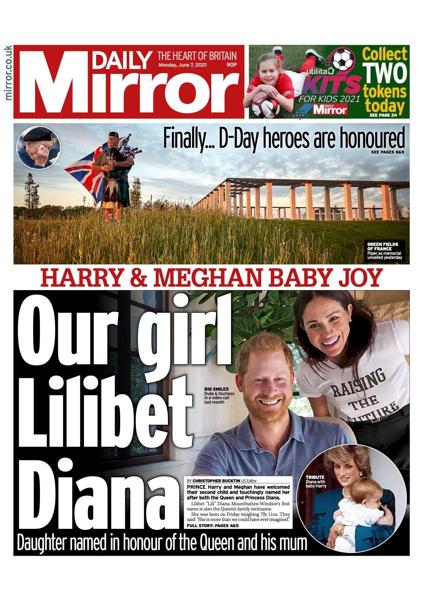 mirror.co.uk
DAILY
Mirror
THE HEART OF BRITAIN
Monday, June 7, 2021 90P
utilita
KITS
FOR KIDS 2021
DAILY Mirror
Collect
TWO
tokens
today
SEE PAGE 24
Finally... D-Day heroes are honoured
SEE PAGES 8&9
GREEN FIELDS
OF FRANCE
Piper as memorial
unveiled yesterday
HARRY & MEGHAN BABY JOY
Our girl
Lilibet
Diana
BIG SMILES
Duke & Duchess
in a video call
last month
RAISING
THE
FUTURE
BY CHRISTOPHER BUCKTIN US Editor
PRINCE Harry and Meghan have welcomed
their second child and touchingly named her
after both the Queen and Princess Diana.
Lilibet "Lili" Diana Mountbatten-Windsor's first
name is also the Queen's family nickname.
She was born on Friday weighing 7lb 11oz. They
said: "She is more than we could have ever imagined."
FULL STORY: PAGES 4&5
TRIBUTE
Diana with
baby Harry
Daughter named in honour of the Queen and his mum